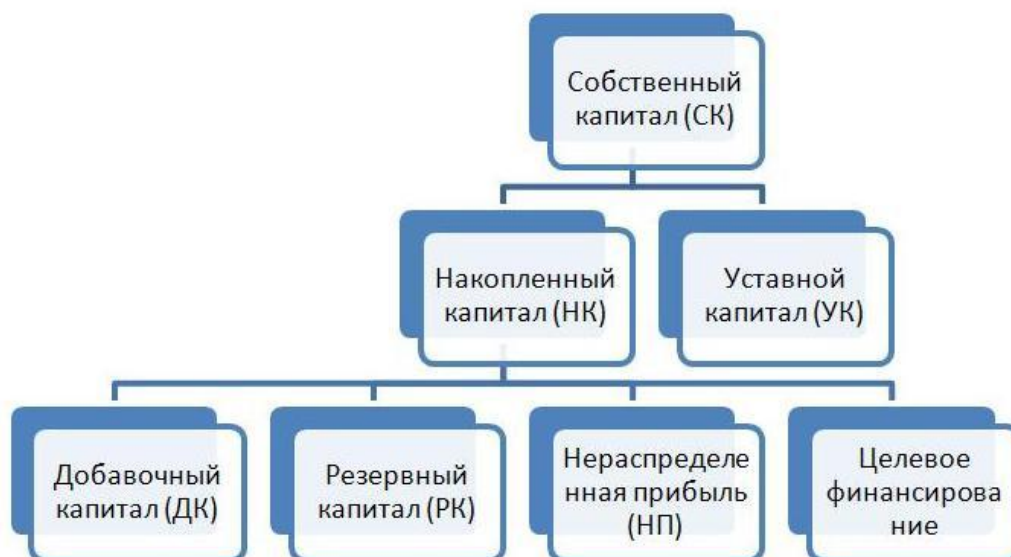 Собственный
капитал (СК)
Накопленный
капитал (НК)
Уставной
капитал (УК)
Добавочный
капитал (ДК)
Резервный
капитал (РК)
Нераспределе
нная прибыль
(НП)
Целевое
финансирова
ние